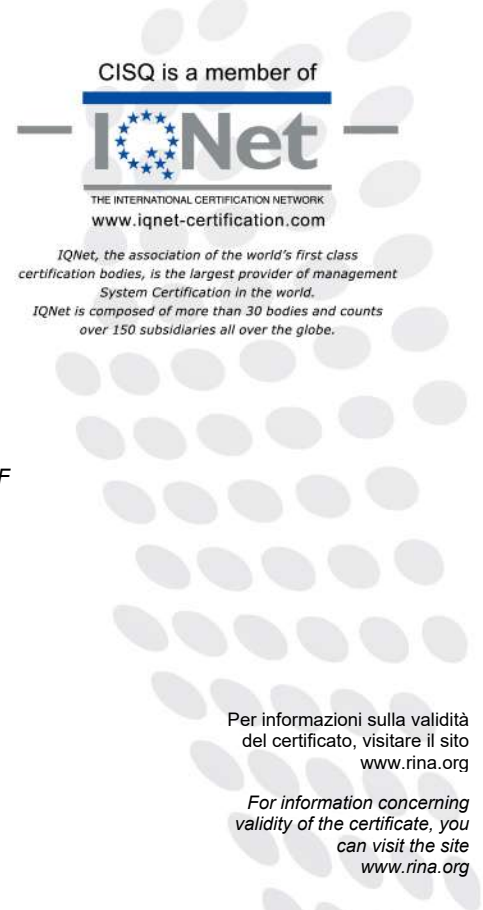 CISQ is a member of
IQNet
THE INTERNATIONAL CERTIFICATION NETWORK
www.iqnet-certification.com
IQNet, the association of the world's first class
certification bodies, is the largest provider of management
System Certification in the world.
IQNet is composed of more than 30 bodies and counts
over 150 subsidiaries all over the globe.
F
Per informazioni sulla validità
del certificato, visitare il sito
www.rina.org
For information concerning
validity of the certificate, you
can visit the site
www.rina.org